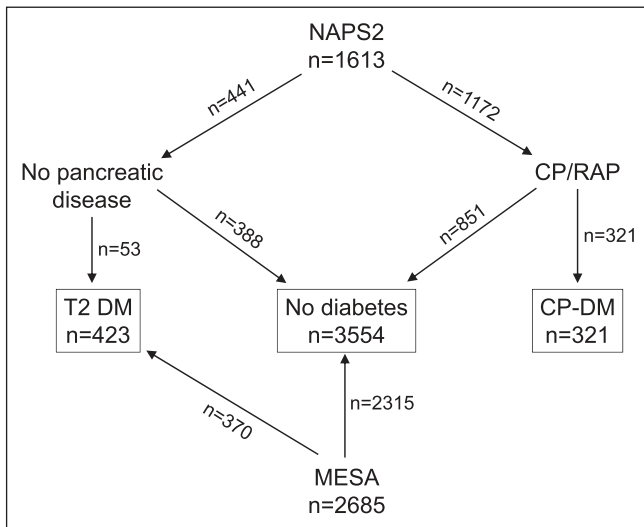 NAPS2
n=1613
n=441
n=1172
No pancreatic
disease
CP/RAP
n=53
n=388
n=851
n=321
T2 DM
n=423
No diabetes
n=3554
CP-DM
n=321
n=370
n=2315
MESA
n=2685